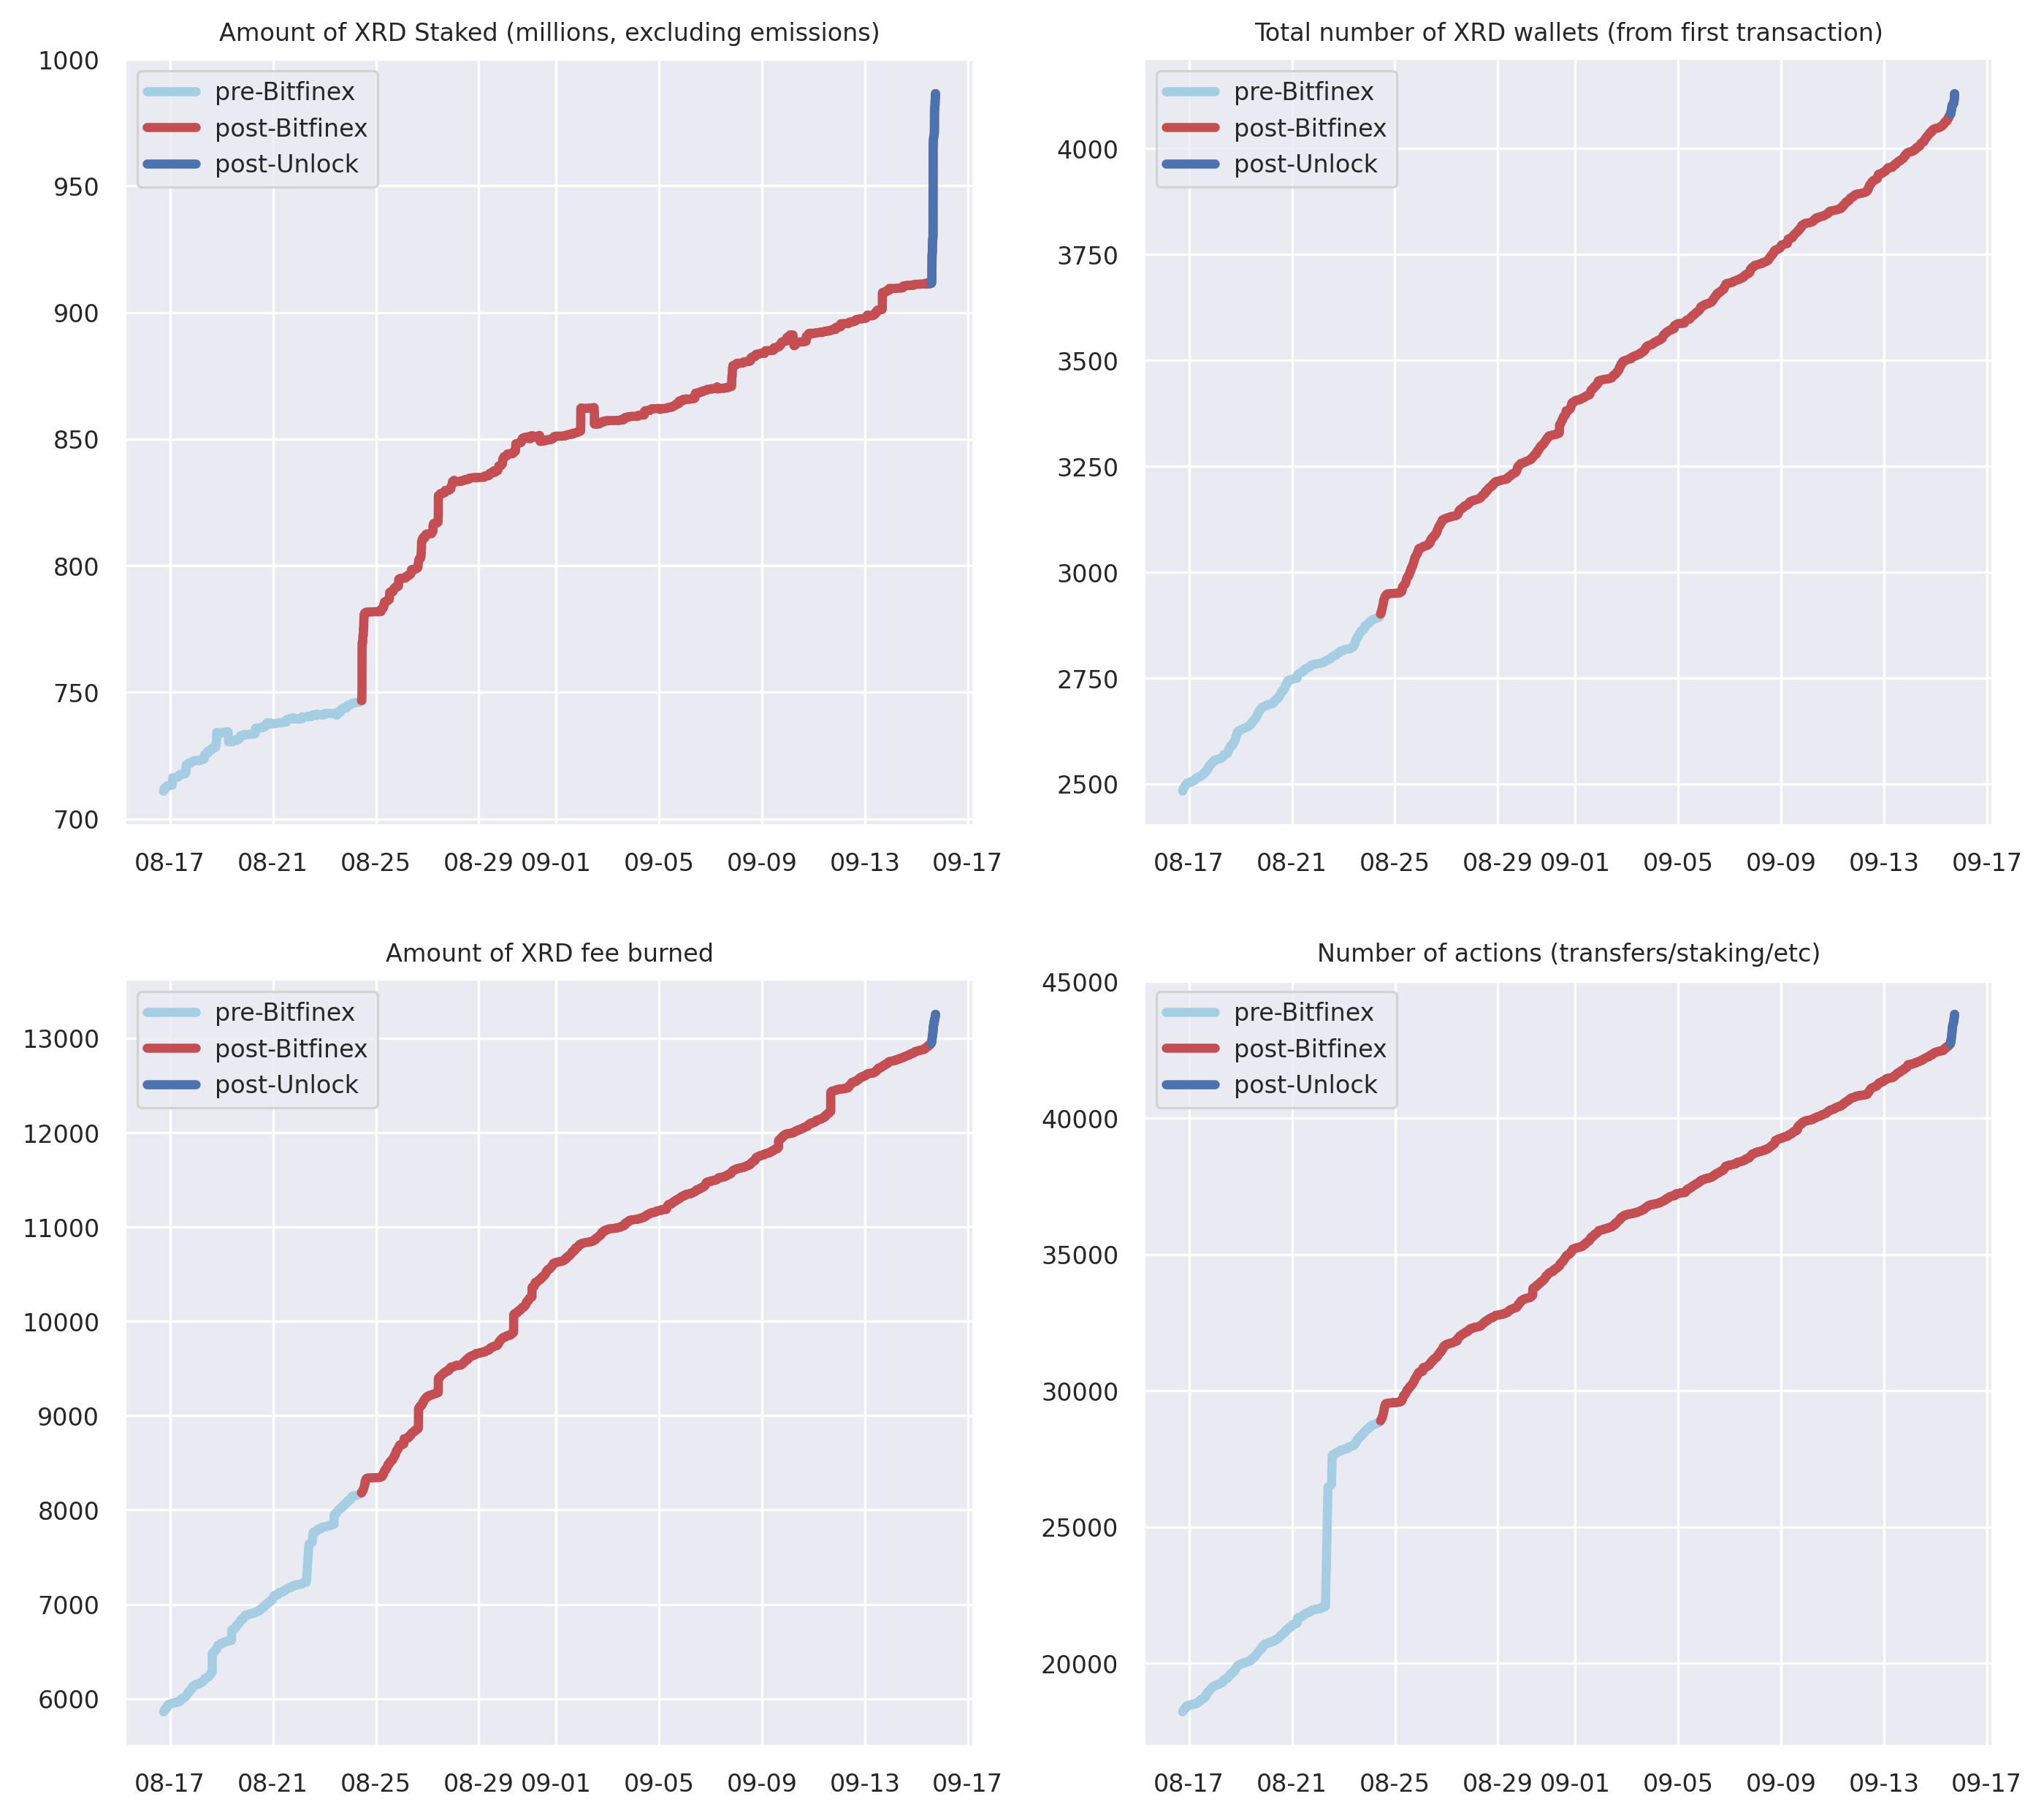 Amount of XRD Staked (millions, excluding emissions)
1000
950
900
850
800
750
700
pre-Bitfinex
post-Bitfinex
post-Unlock
08-17 08-21 08-25 08-29 09-01 09-05 09-09 09-13 09-17
Total number of XRD wallets (from first transaction)
4000
3750
3500
3250
3000
2750
2500
pre-Bitfinex
post-Bitfinex
post-Unlock
08-17 08-21 08-25 08-29 09-01 09-05 09-09 09-13 09-17
Amount of XRD fee burned
13000
12000
11000
10000
9000
8000
7000
6000
pre-Bitfinex
post-Bitfinex
post-Unlock
08-17 08-21 08-25 08-29 09-01 09-05 09-09 09-13 09-17
Number of actions (transfers/staking/etc)
45000
40000
35000
30000
25000
20000
pre-Bitfinex
post-Bitfinex
post-Unlock
08-17 08-21 08-25 08-29 09-01 09-05 09-09 09-13 09-17